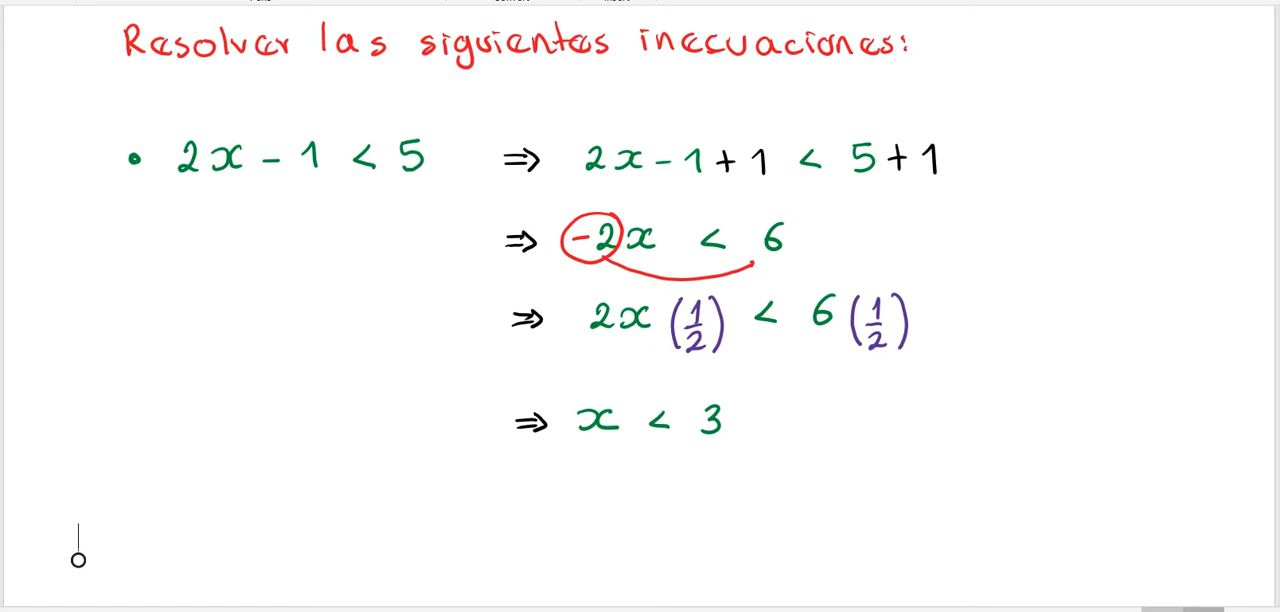 Resolver las siguientes inecuaciones:
• 2x - 1 < 5 ⇒ 2x - 1 + 1 < 5 + 1
⇒ -2x < 6
⇒ 2x (1/2) < 6 (1/2)
⇒ x < 3